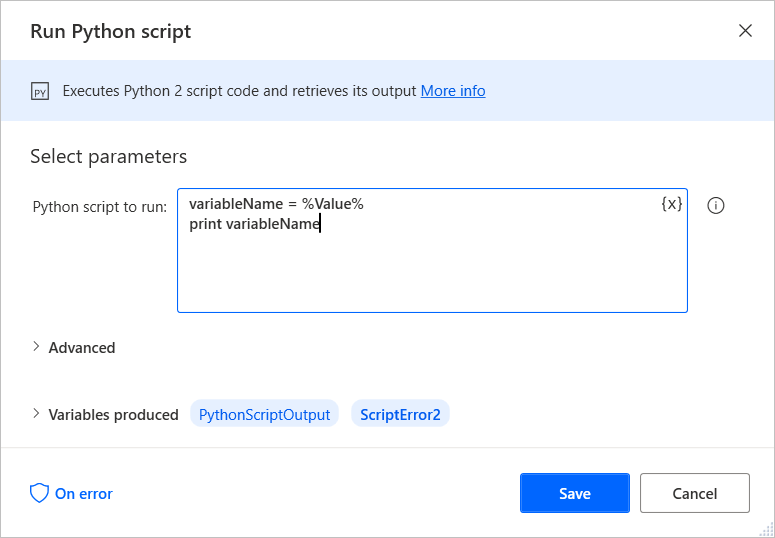 Run Python script
PY
Executes Python 2 script code and retrieves its output More info
Select parameters
Python script to run:
variableName = %Value%
print variableName
{x}
Advanced
Variables produced PythonScriptOutput ScriptError2
On error
Save
Cancel